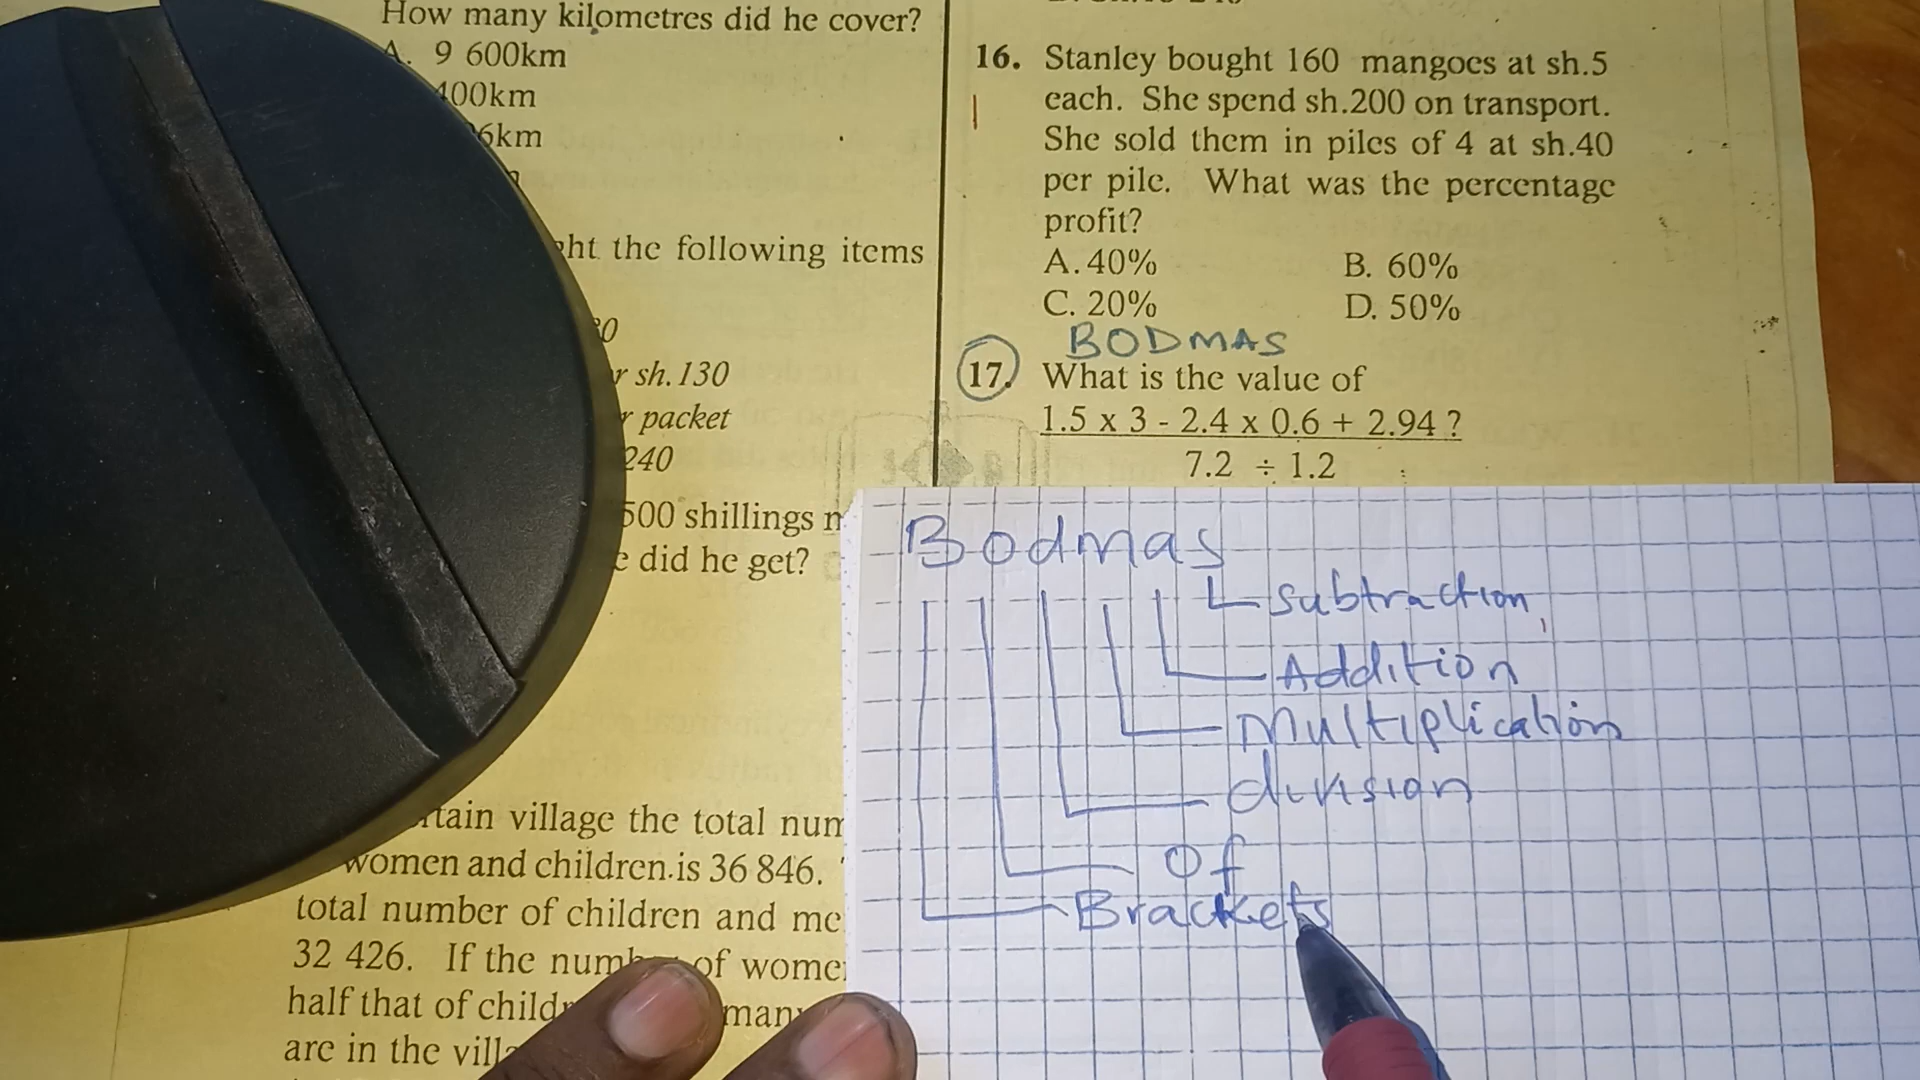 How many kilometres did he cover?
A. 9 600km
400km
6km
ht the following items
r sh.130
r packet
240
500 shillings
did he get?
tain village the total num
women and children is 36 846.
total number of children and me
32 426. If the number of women
half that of child man
are in the villa
16. Stanley bought 160 mangoes at sh.5
each. She spend sh.200 on transport.
She sold them in piles of 4 at sh.40
per pile. What was the percentage
profit?
A. 40% B. 60%
C. 20% D. 50%
BODMAS
17. What is the value of
1.5 x 3 - 2.4 x 0.6 + 2.94 ?
7.2 ÷ 1.2
Bodmas
subtraction
Addition
Multiplication
division
Of
Brackets